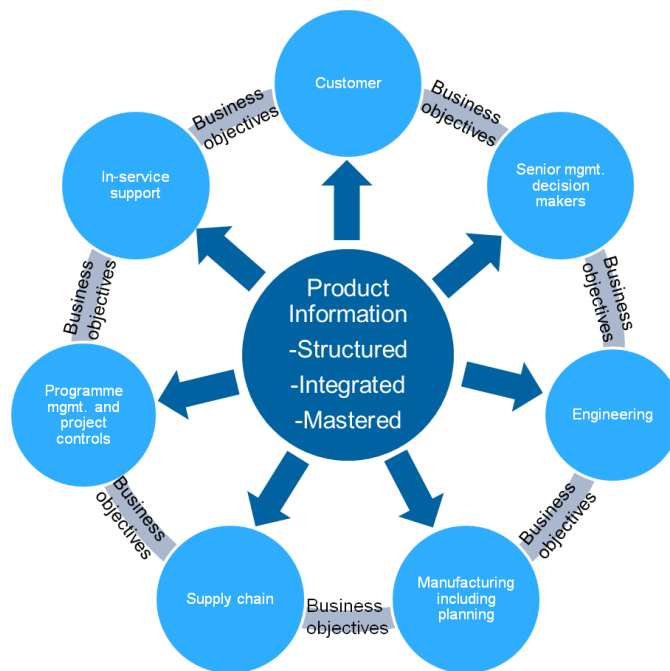 Customer
Business
objectives
Business
objectives
In-service
support
Senior mgmt.
decision
makers
Product
Information
-Structured
-Integrated
-Mastered
Business
objectives
Business
objectives
Programme
mgmt. and
project
controls
Engineering
Business
objectives
Business
objectives
Supply chain
Manufacturing
including
planning
Business
objectives